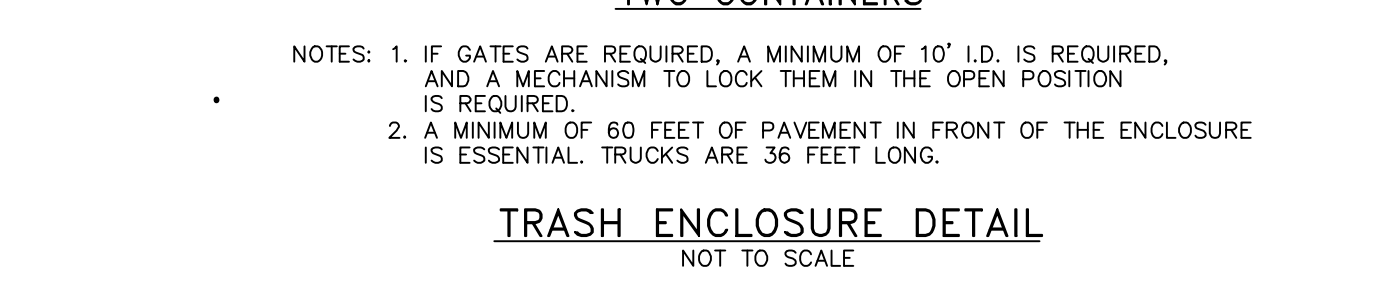 TWO CONTAINERS
NOTES: 1. IF GATES ARE REQUIRED, A MINIMUM OF 10' I.D. IS REQUIRED,
AND A MECHANISM TO LOCK THEM IN THE OPEN POSITION
IS REQUIRED.
2. A MINIMUM OF 60 FEET OF PAVEMENT IN FRONT OF THE ENCLOSURE
IS ESSENTIAL. TRUCKS ARE 36 FEET LONG.
TRASH ENCLOSURE DETAIL
NOT TO SCALE